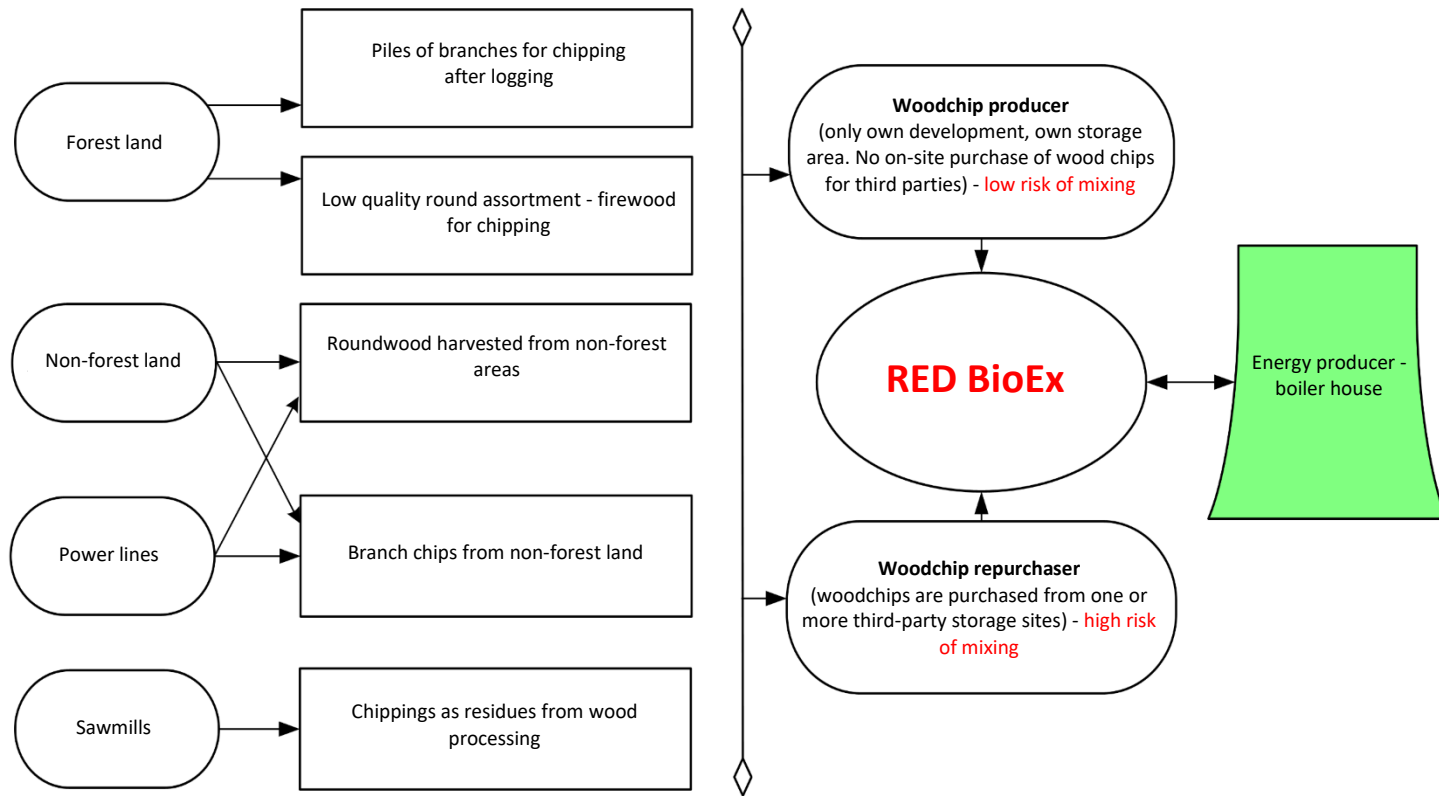 Forest land
Piles of branches for chipping
after logging
Low quality round assortment - firewood
for chipping
Non-forest land
Roundwood harvested from non-forest
areas
Power lines
Branch chips from non-forest land
Sawmills
Chippings as residues from wood
processing
Woodchip producer
(only own development, own storage
area. No on-site purchase of wood chips
for third parties) - low risk of mixing
RED BioEx
Woodchip repurchaser
(woodchips are purchased from one or
more third-party storage sites) - high risk
of mixing
Energy producer -
boiler house